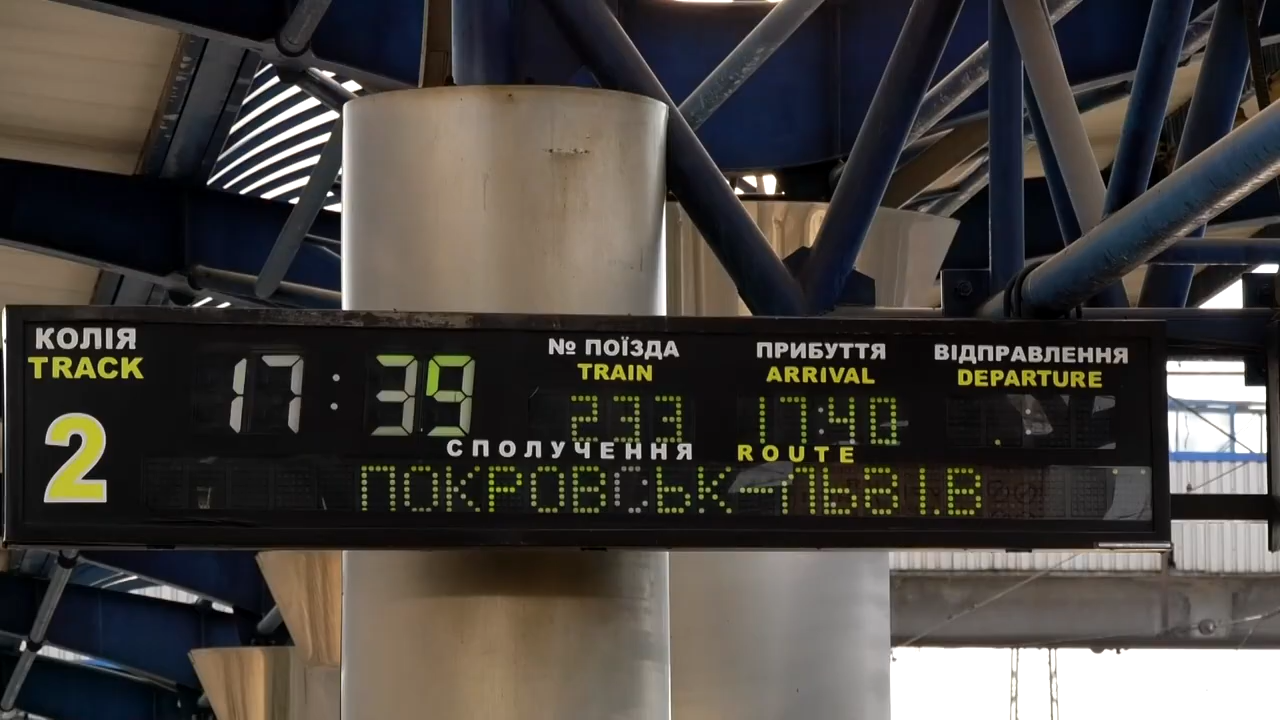 КОЛІЯ
TRACK
2
17:39
№ ПОЇЗДА
TRAIN
233
ПРИБУТТЯ
ARRIVAL
17:40
ВІДПРАВЛЕННЯ
DEPARTURE
СПОЛУЧЕННЯ ROUTE
ПОКРОВСЬК-ЛЬВІВ